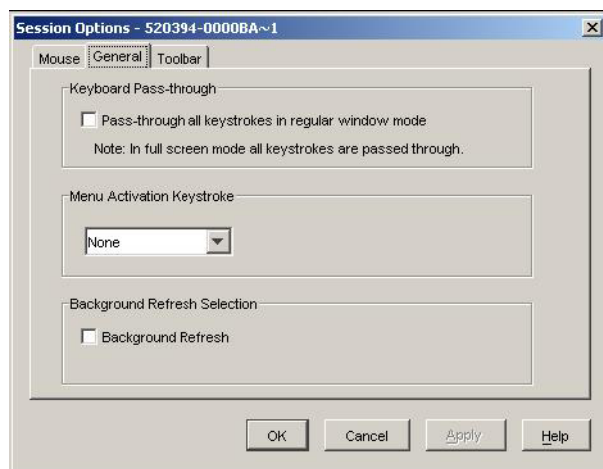 Session Options - 520394-0000BA~1
Mouse General Toolbar
Keyboard Pass-through
Pass-through all keystrokes in regular window mode
Note: In full screen mode all keystrokes are passed through.
Menu Activation Keystroke
None
Background Refresh Selection
Background Refresh
OK Cancel Apply Help